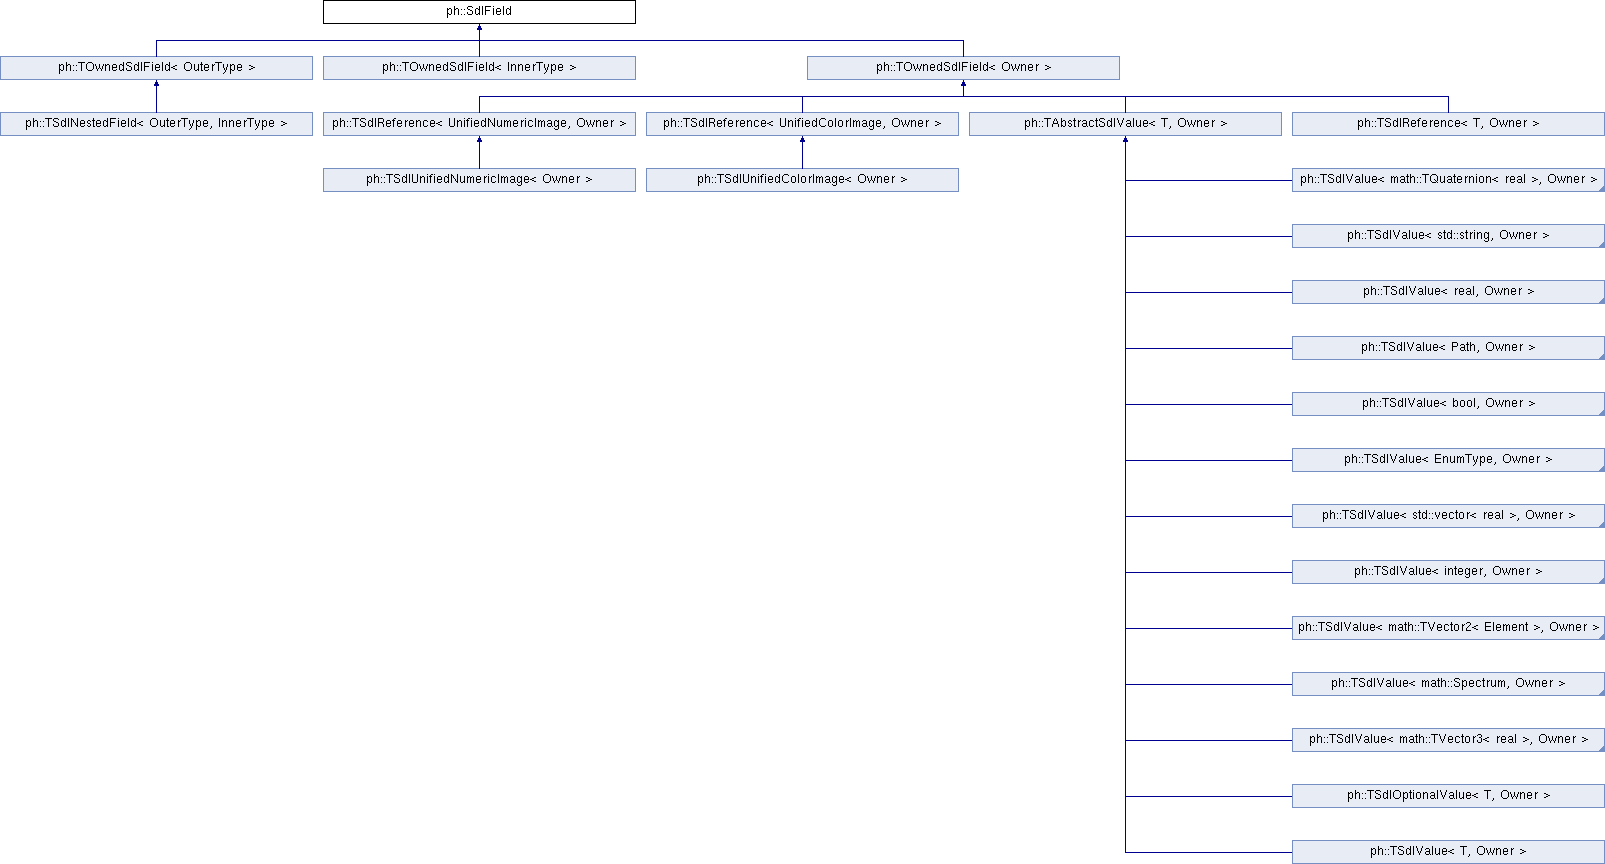 ph::SdlField
ph::TOwnedSdlField< OuterType >
ph::TOwnedSdlField< InnerType >
ph::TOwnedSdlField< Owner >
ph::TSdlNestedField< OuterType, InnerType >
ph::TSdlReference< UnifiedNumericImage, Owner >
ph::TSdlReference< UnifiedColorImage, Owner >
ph::TAbstractSdlValue< T, Owner >
ph::TSdlReference< T, Owner >
ph::TSdlUnifiedNumericImage< Owner >
ph::TSdlUnifiedColorImage< Owner >
ph::TSdlValue< math::TQuaternion< real >, Owner >
ph::TSdlValue< std::string, Owner >
ph::TSdlValue< real, Owner >
ph::TSdlValue< Path, Owner >
ph::TSdlValue< bool, Owner >
ph::TSdlValue< EnumType, Owner >
ph::TSdlValue< std::vector< real >, Owner >
ph::TSdlValue< integer, Owner >
ph::TSdlValue< math::TVector2< Element >, Owner >
ph::TSdlValue< math::Spectrum, Owner >
ph::TSdlValue< math::TVector3< real >, Owner >
ph::TSdlOptionalValue< T, Owner >
ph::TSdlValue< T, Owner >